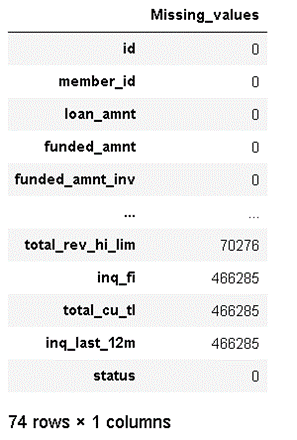 Missing_values
id 0
member_id 0
loan_amnt 0
funded_amnt 0
funded_amnt_inv 0
... ...
total_rev_hi_lim 70276
inq_fi 466285
total_cu_tl 466285
inq_last_12m 466285
status 0
74 rows × 1 columns